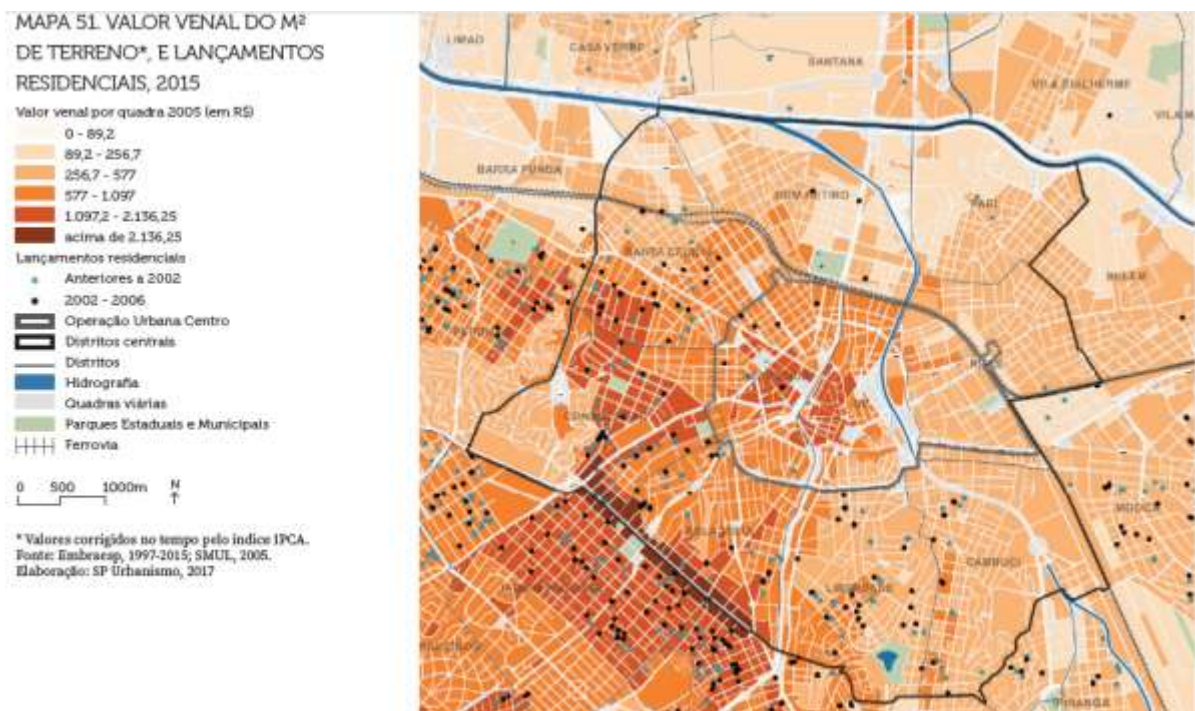 MAPA 51. VALOR VENAL DO M²
DE TERRENO*, E LANÇAMENTOS
RESIDENCIAIS, 2015
Valor venal por quadra 2005 (em R$)
0 - 89,2
89,2 - 256,7
256,7 - 577
577 - 1.097
1.097,2 - 2.136,25
acima de 2.136,25
Lançamentos residenciais
Anteriores a 2002
2002 - 2006
Operação Urbana Centro
Distritos centrais
Distritos
Hidrografia
Quadras viárias
Parques Estaduais e Municipais
Ferrovia
0 500 1000m N
* Valores corrigidos no tempo pelo índice IPCA.
Fonte: Embraesp, 1997-2015; SMUL, 2005.
Elaboração: SP Urbanismo, 2017
LIMAO
CASA VERDE
SANTANA
VILA GUILHERME
BARRA FUNDA
BOM RETIRO
PARI
BELÉM
MOOCA
CAMBUCI
LIBERDADE
IPIRANGA